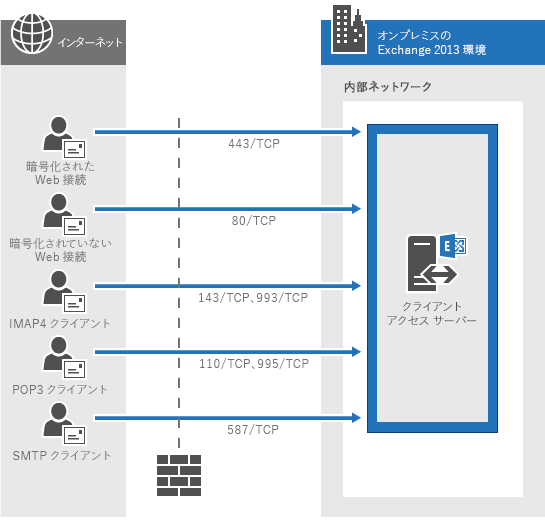 インターネット
オンプレミスの
Exchange 2013 環境
内部ネットワーク
443/TCP
暗号化された
Web 接続
80/TCP
暗号化されていない
Web 接続
143/TCP、993/TCP
IMAP4 クライアント
110/TCP、995/TCP
POP3 クライアント
587/TCP
SMTP クライアント
E
クライアント
アクセス サーバー